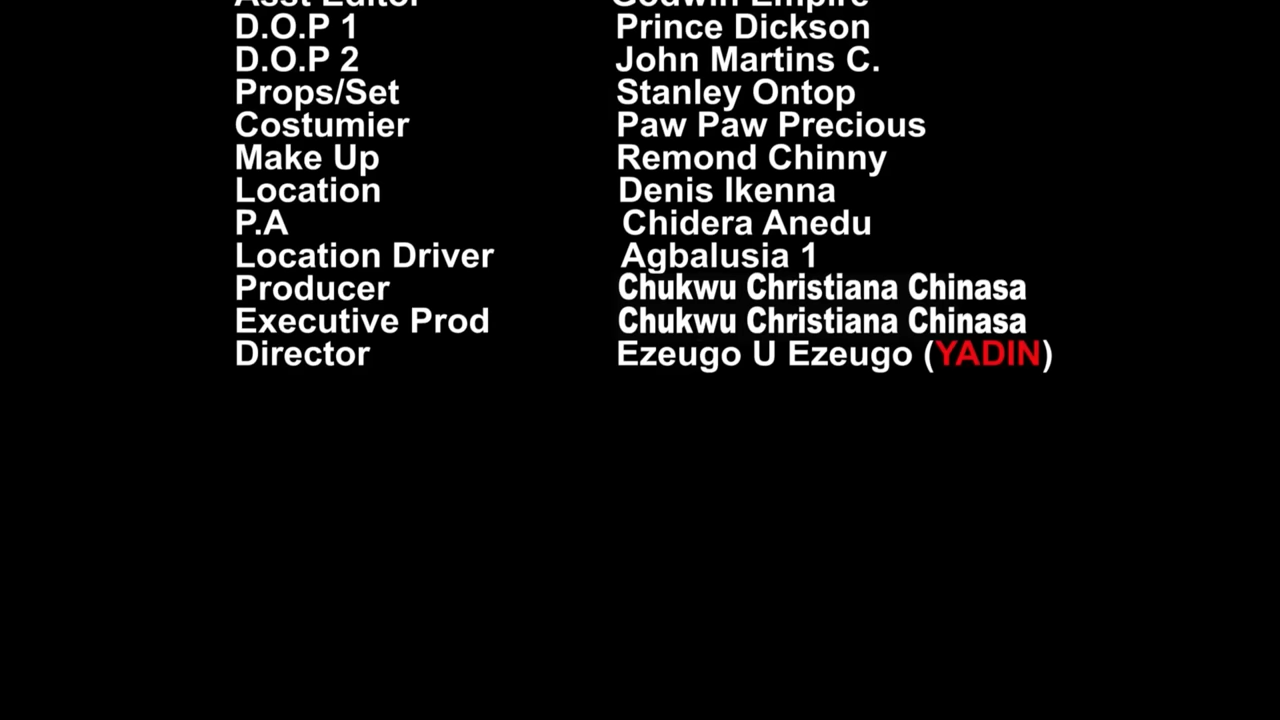 Asst Editor Godwin Empire
D.O.P 1 Prince Dickson
D.O.P 2 John Martins C.
Props/Set Stanley Ontop
Costumier Paw Paw Precious
Make Up Remond Chinny
Location Denis Ikenna
P.A Chidera Anedu
Location Driver Agbalusia 1
Producer Chukwu Christiana Chinasa
Executive Prod Chukwu Christiana Chinasa
Director Ezeugo U Ezeugo (YADIN)